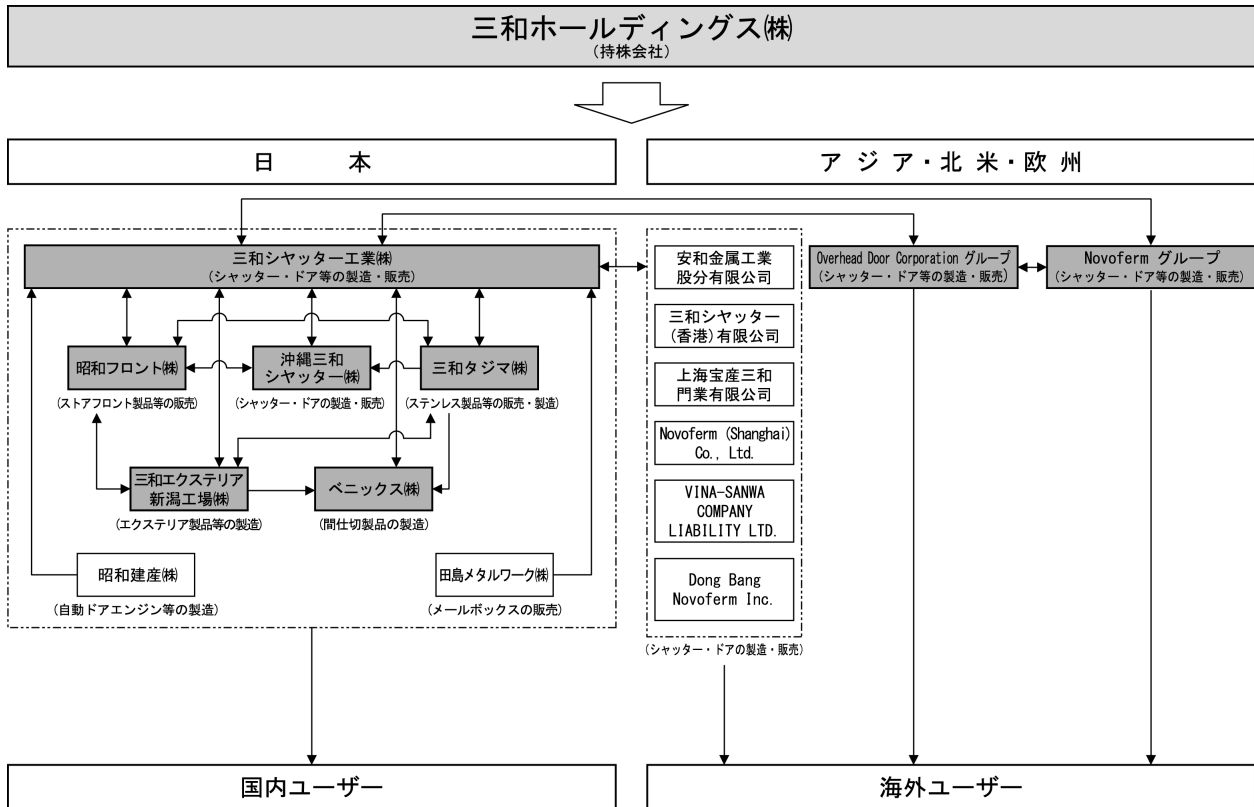 三和ホールディングス㈱
(持株会社)
日 本
アジア・北米・欧州
三和シヤッター工業㈱
(シャッター・ドア等の製造・販売)
昭和フロント㈱
(ストアフロント製品等の販売)
沖縄三和
シヤッター㈱
(シャッター・ドアの製造・販売)
三和タジマ㈱
(ステンレス製品等の販売・製造)
三和エクステリア
新潟工場㈱
(エクステリア製品等の製造)
ベニックス㈱
(間仕切製品の製造)
昭和建産㈱
(自動ドアエンジン等の製造)
田島メタルワーク㈱
(メールボックスの販売)
安和金属工業
股分有限公司
三和シヤッター
(香港)有限公司
上海宝産三和
門業有限公司
Novoferm (Shanghai)
Co., Ltd.
VINA-SANWA
COMPANY
LIABILITY LTD.
Dong Bang
Novoferm Inc.
(シャッター・ドアの製造・販売)
Overhead Door Corporation グループ
(シャッター・ドア等の製造・販売)
Novoferm グループ
(シャッター・ドア等の製造・販売)
国内ユーザー
海外ユーザー